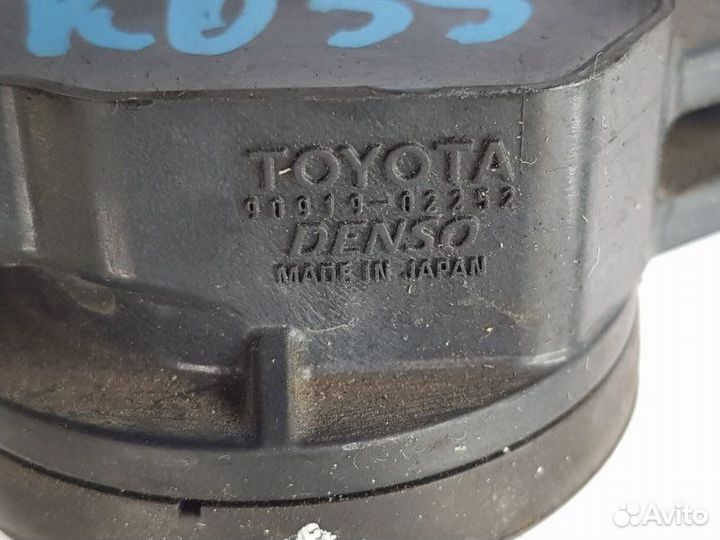 TOYOTA
90919-02252
DENSO
MADE IN JAPAN
Avito